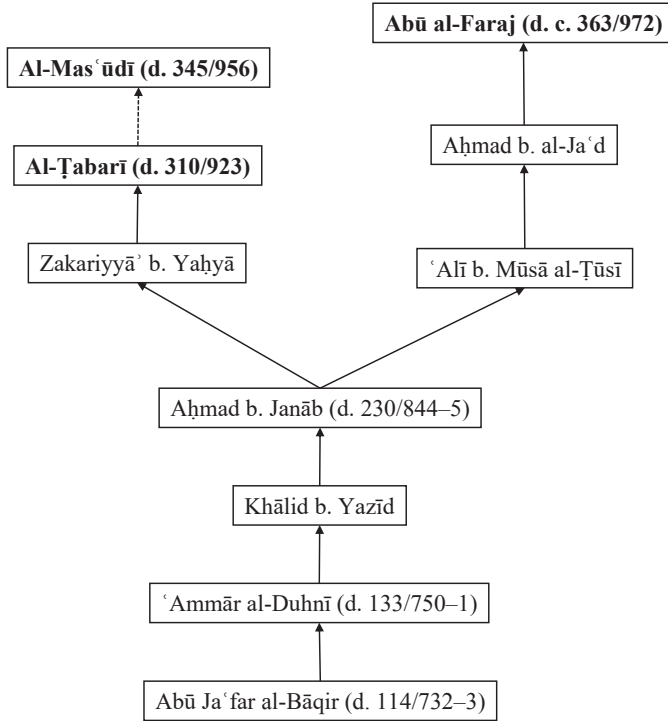 Abū al-Faraj (d. c. 363/972)
Al-Masʿūdī (d. 345/956)
Aḥmad b. al-Jaʿd
Al-Ṭabarī (d. 310/923)
Zakariyyāʾ b. Yaḥyā
ʿAlī b. Mūsā al-Ṭūsī
Aḥmad b. Janāb (d. 230/844–5)
Khālid b. Yazīd
ʿAmmār al-Duhnī (d. 133/750–1)
Abū Jaʿfar al-Bāqir (d. 114/732–3)